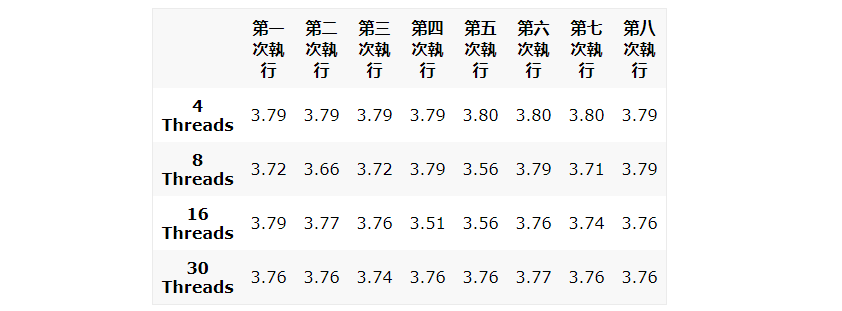 第一 第二 第三 第四 第五 第六 第七 第八
次執 次執 次執 次執 次執 次執 次執 次執
行 行 行 行 行 行 行 行
4
Threads 3.79 3.79 3.79 3.79 3.80 3.80 3.80 3.79
8
Threads 3.72 3.66 3.72 3.79 3.56 3.79 3.71 3.79
16
Threads 3.79 3.77 3.76 3.51 3.56 3.76 3.74 3.76
30
Threads 3.76 3.76 3.74 3.76 3.76 3.77 3.76 3.76